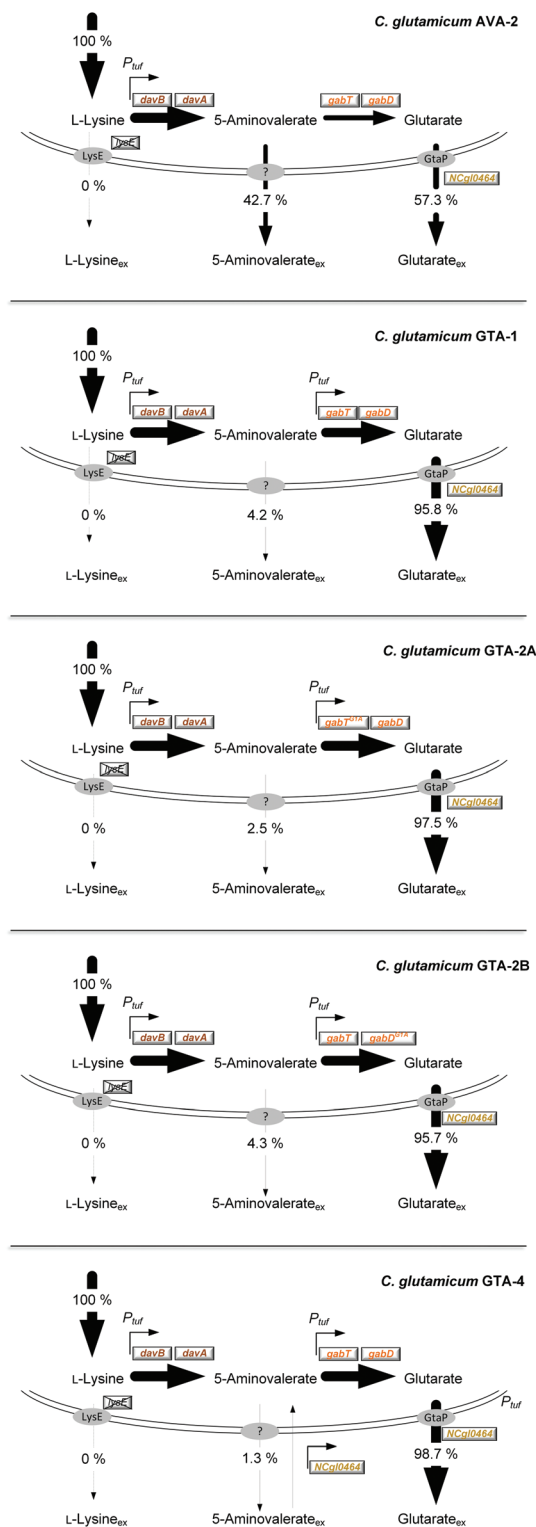 C. glutamicum AVA-2
100 %
Ptuf
davB davA gabT gabD
L-Lysine 5-Aminovalerate Glutarate
lysE
LysE ? GtaP
NCgl0464
0 % 42.7 % 57.3 %
L-Lysineex 5-Aminovalerateex Glutarateex
C. glutamicum GTA-1
100 %
Ptuf Ptuf
davB davA gabT gabD
L-Lysine 5-Aminovalerate Glutarate
lysE
LysE ? GtaP
NCgl0464
0 % 4.2 % 95.8 %
L-Lysineex 5-Aminovalerateex Glutarateex
C. glutamicum GTA-2A
100 %
Ptuf Ptuf
davB davA gabTGTA gabD
L-Lysine 5-Aminovalerate Glutarate
lysE
LysE ? GtaP
NCgl0464
0 % 2.5 % 97.5 %
L-Lysineex 5-Aminovalerateex Glutarateex
C. glutamicum GTA-2B
100 %
Ptuf Ptuf
davB davA gabT gabDGTA
L-Lysine 5-Aminovalerate Glutarate
lysE
LysE ? GtaP
NCgl0464
0 % 4.3 % 95.7 %
L-Lysineex 5-Aminovalerateex Glutarateex
C. glutamicum GTA-4
100 %
Ptuf Ptuf
davB davA gabT gabD
L-Lysine 5-Aminovalerate Glutarate
lysE Ptuf
LysE ? GtaP
NCgl0464
0 % 1.3 % 98.7 %
NCgl0464
L-Lysineex 5-Aminovalerateex Glutarateex